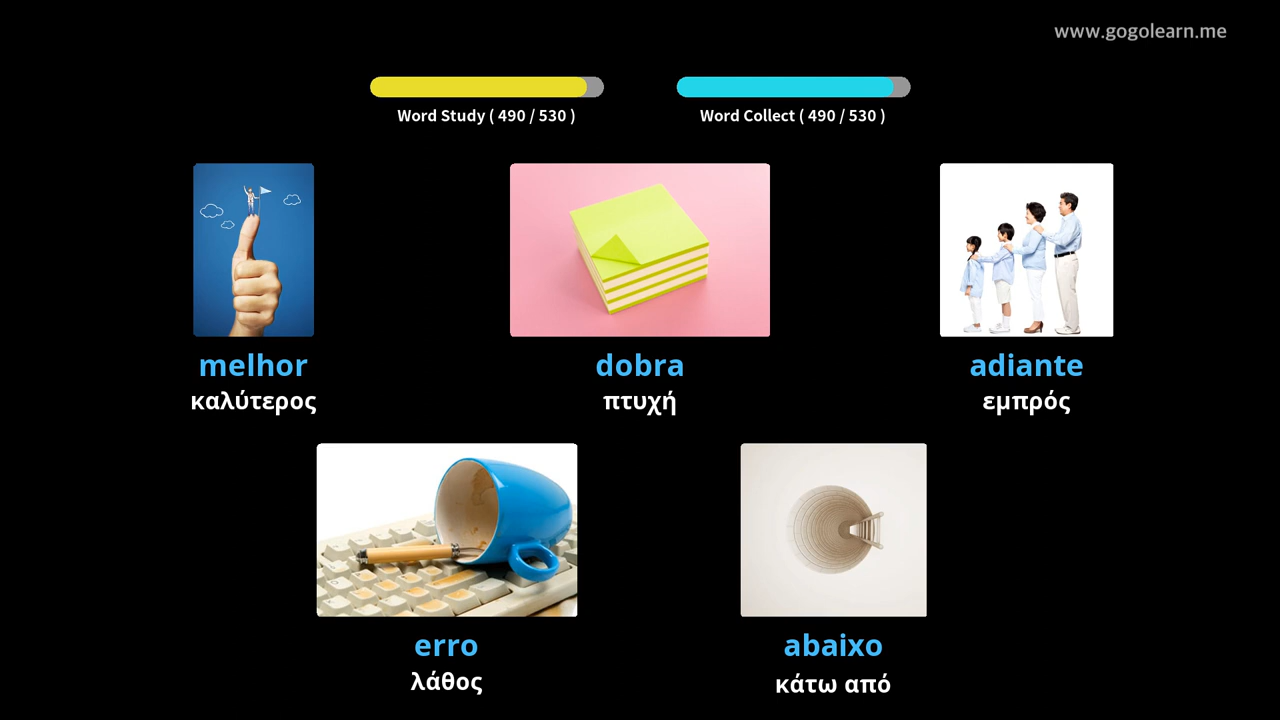 www.gogolearn.me
Word Study ( 490 / 530 )
Word Collect ( 490 / 530 )
melhor
καλύτερος
dobra
πτυχή
adiante
εμπρός
erro
λάθος
abaixo
κάτω από